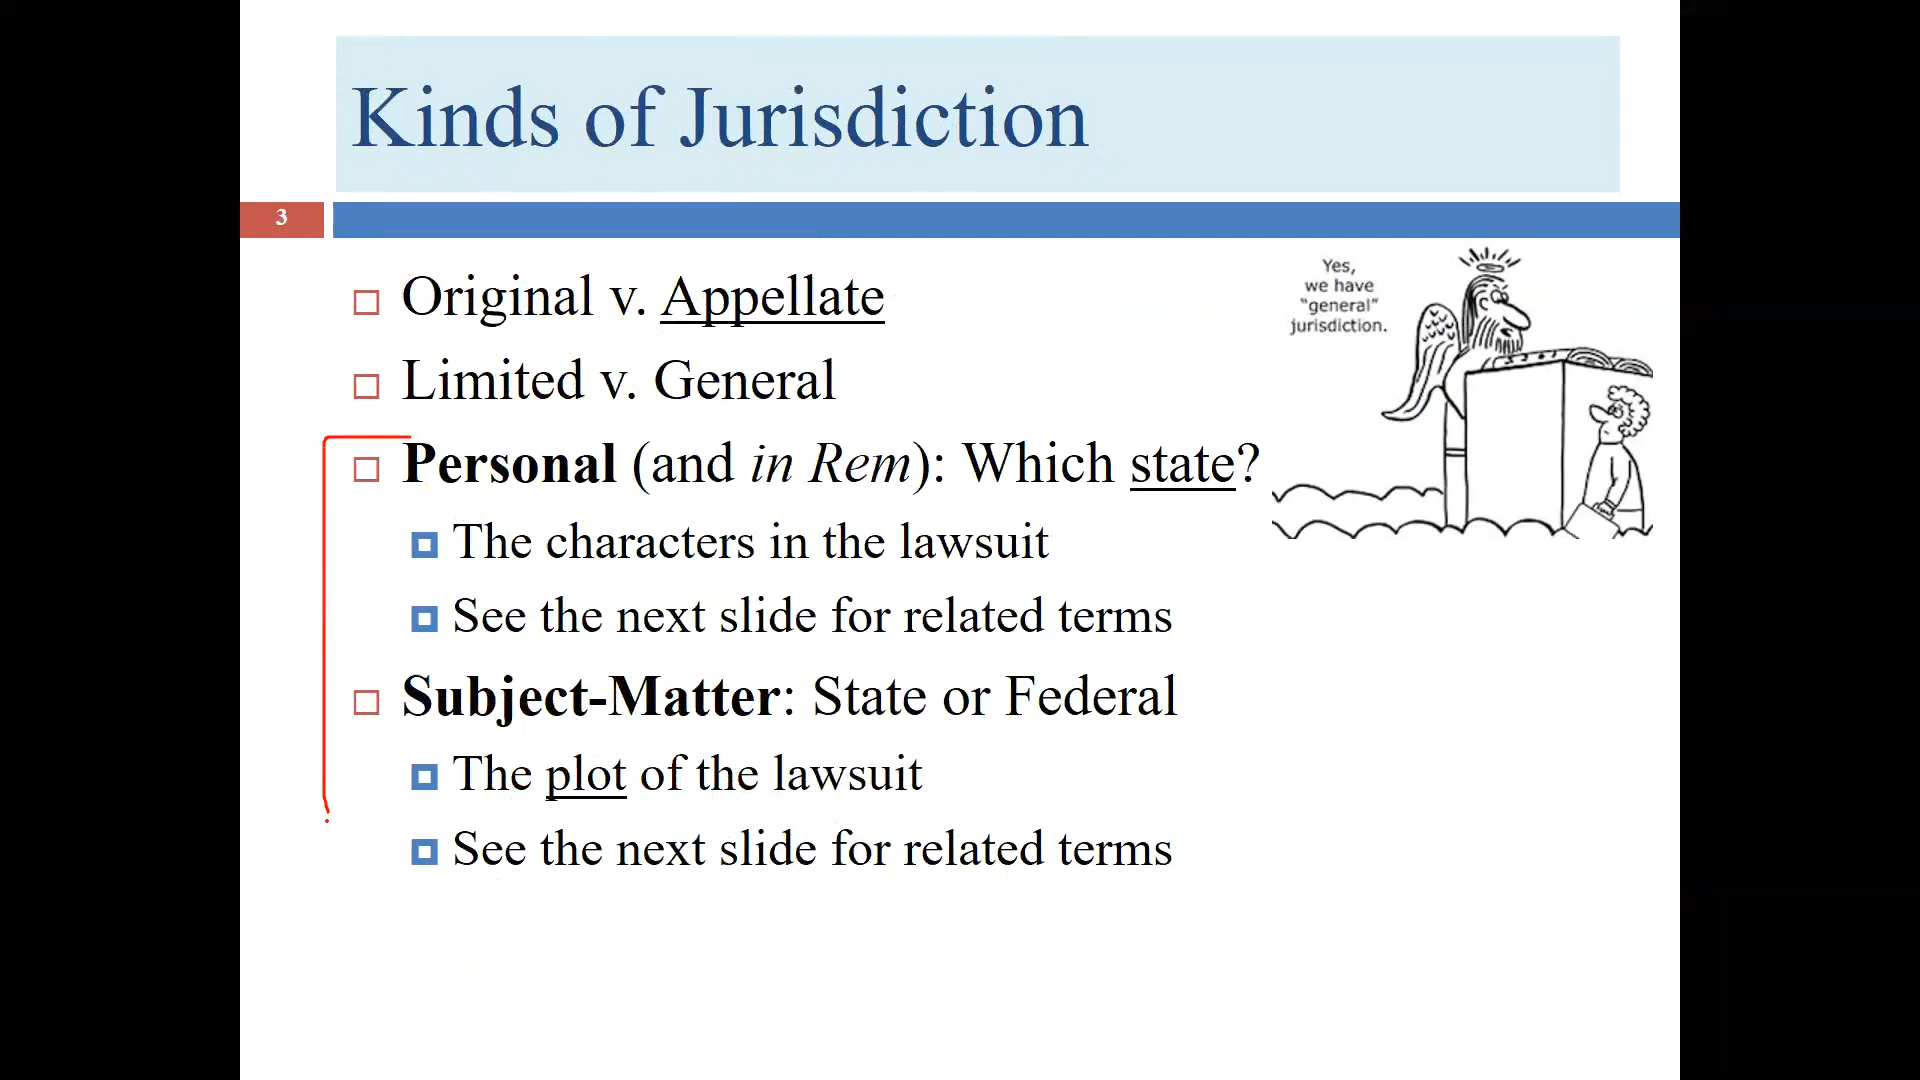 Kinds of Jurisdiction
3
Original v. Appellate
Limited v. General
Personal (and in Rem): Which state?
The characters in the lawsuit
See the next slide for related terms
Subject-Matter: State or Federal
The plot of the lawsuit
See the next slide for related terms
Yes,
we have
"general"
jurisdiction.